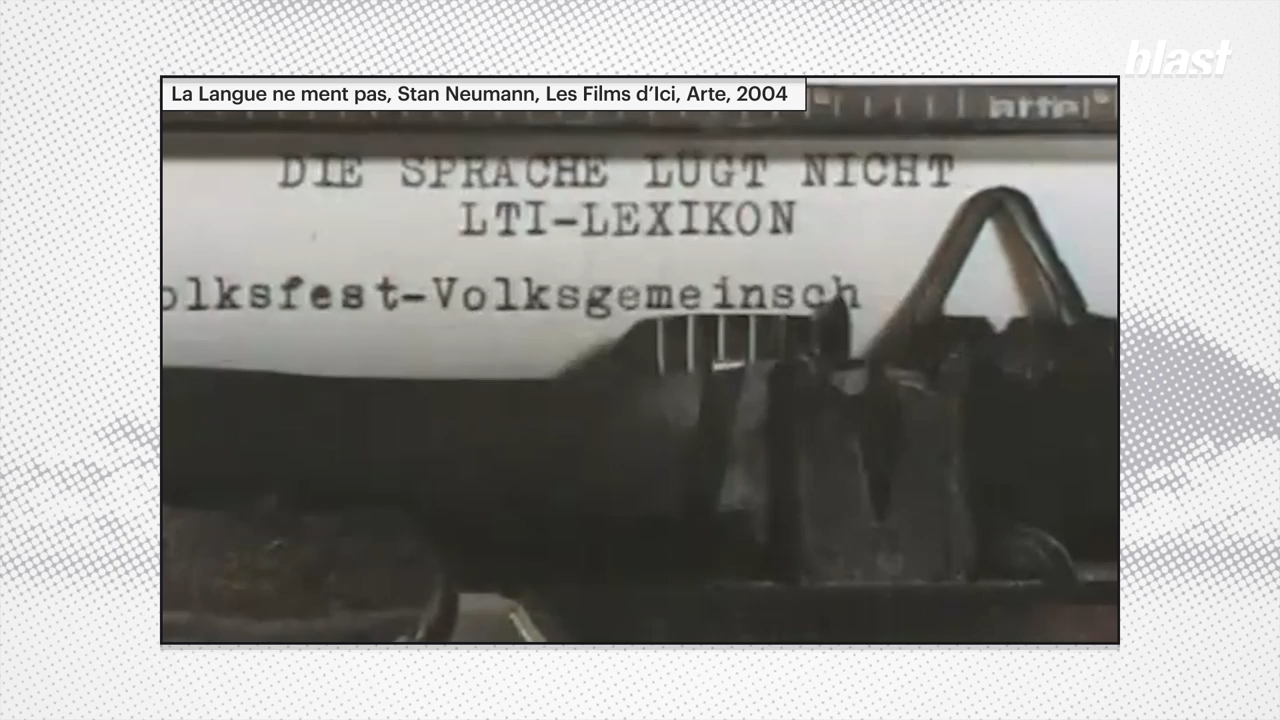 blast
La Langue ne ment pas, Stan Neumann, Les Films d’Ici, Arte, 2004
arte
DIE SPRACHE LÜGT NICHT
LTI-LEXIKON
olksfest-Volksgemeinsch